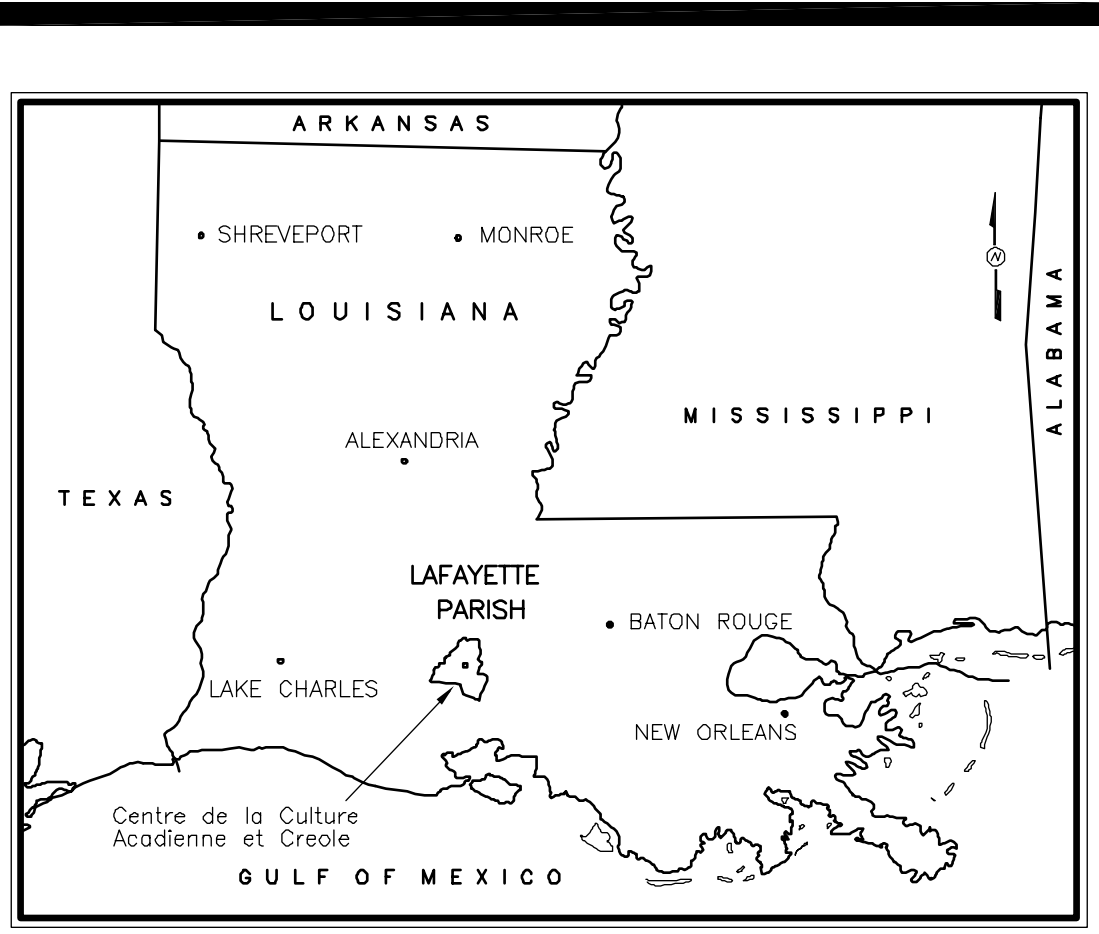 ARKANSAS
SHREVEPORT
MONROE
N
LOUISIANA
ALABAMA
MISSISSIPPI
ALEXANDRIA
TEXAS
LAFAYETTE
PARISH
BATON ROUGE
LAKE CHARLES
NEW ORLEANS
Centre de la Culture
Acadienne et Creole
GULF OF MEXICO